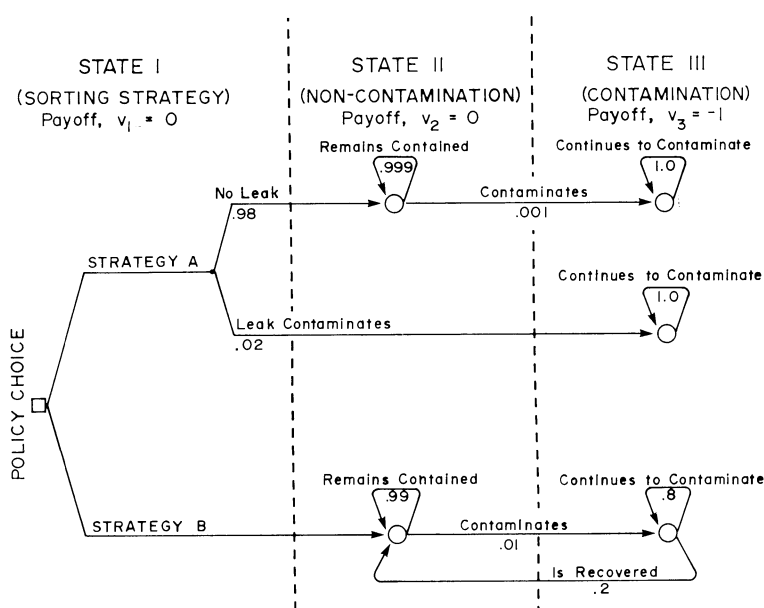 STATE I
(SORTING STRATEGY)
Payoff, v1 = 0
STATE II
(NON-CONTAMINATION)
Payoff, v2 = 0
STATE III
(CONTAMINATION)
Payoff, v3 = -1
Remains Contained
.999
Continues to Contaminate
1.0
No Leak
.98
Contaminates
.001
STRATEGY A
Continues to Contaminate
1.0
Leak Contaminates
.02
POLICY CHOICE
Remains Contained
.99
Continues to Contaminate
.8
STRATEGY B
Contaminates
.01
Is Recovered
.2